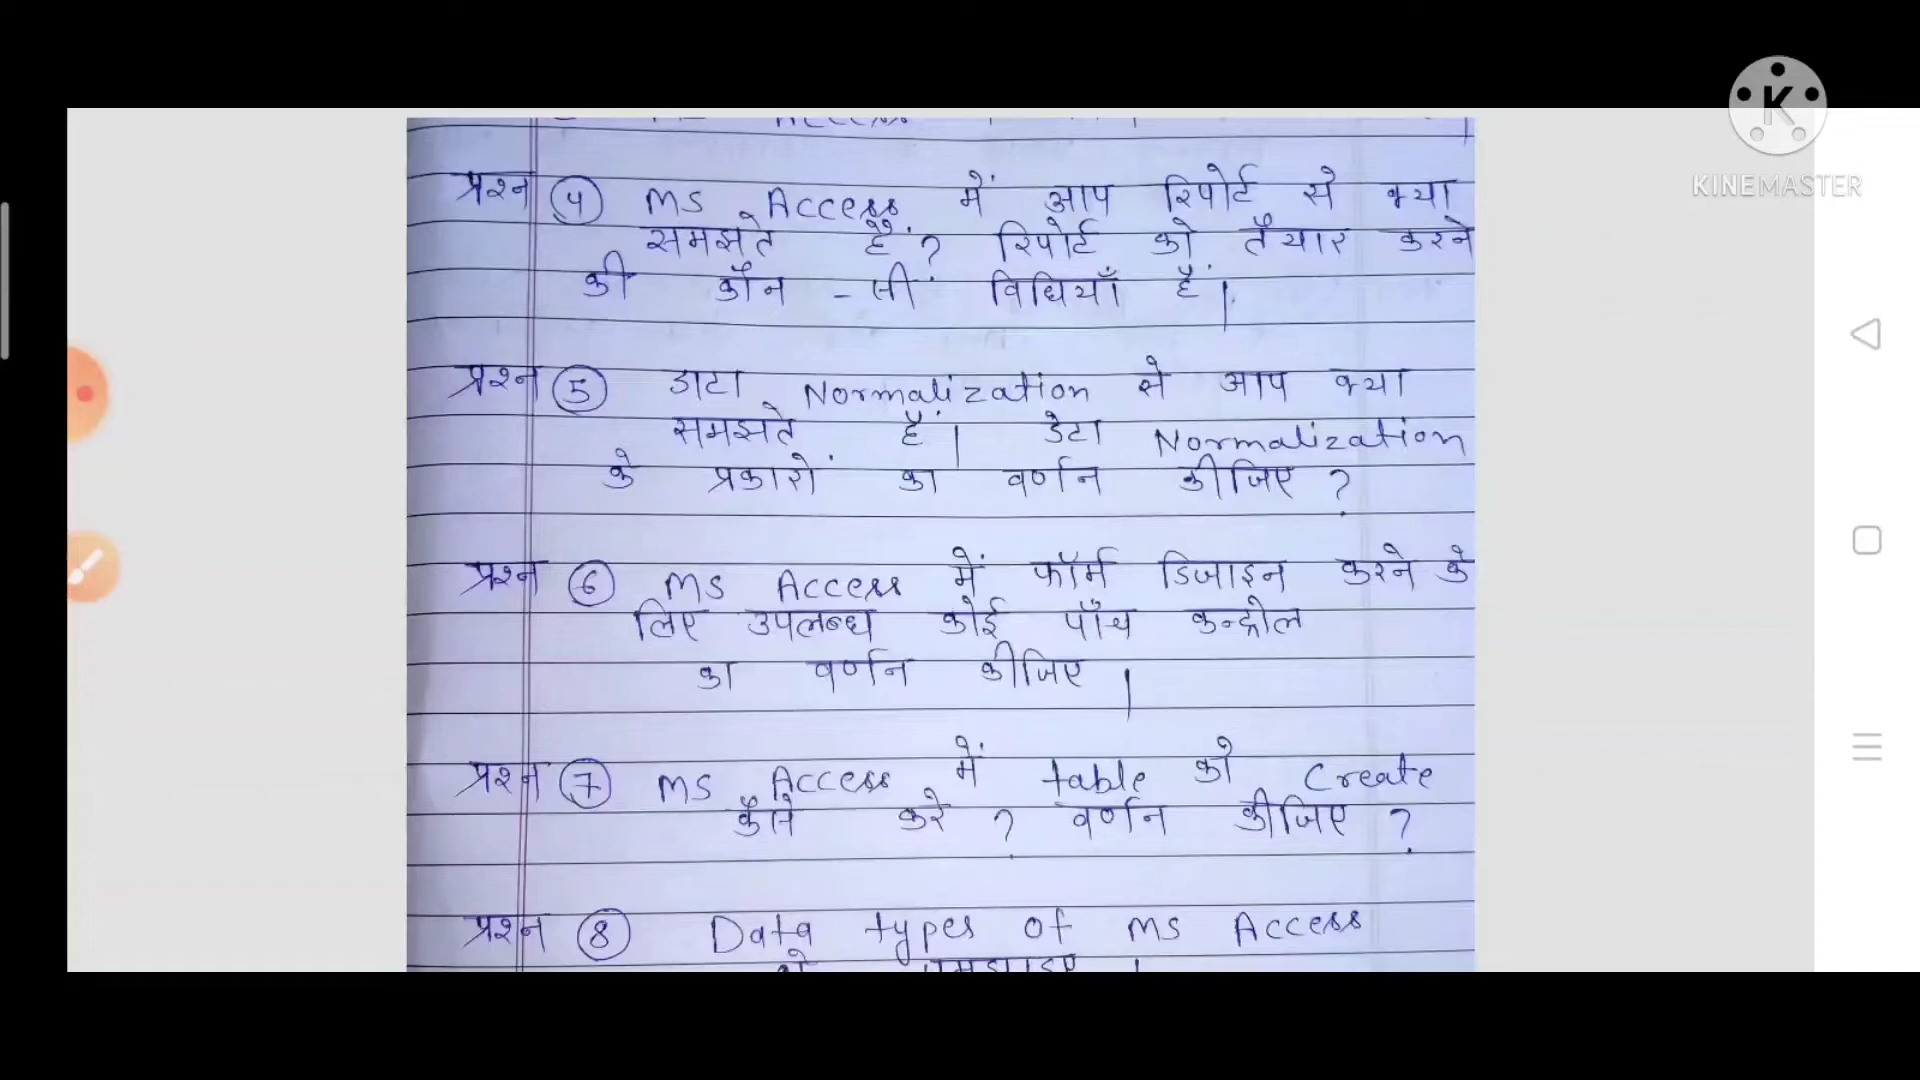 KINEMASTER
प्रश्न 4 MS Access में आप रिपोर्ट से क्या
समझते हैं ? रिपोर्ट को तैयार करने
की कौन - सीं विधियाँ हैं |
प्रश्न 5 डाटा Normalization से आप क्या
समझते हैं | डेटा Normalization
के प्रकारों का वर्णन कीजिए ?
प्रश्न 6 MS Access में फॉर्म डिजाइन करने के
लिए उपलब्ध कोई पाँच कन्ट्रोल
का वर्णन कीजिए |
प्रश्न 7 MS Access में table को Create
कैसे करे ? वर्णन कीजिए ?
प्रश्न 8 Data types of MS Access